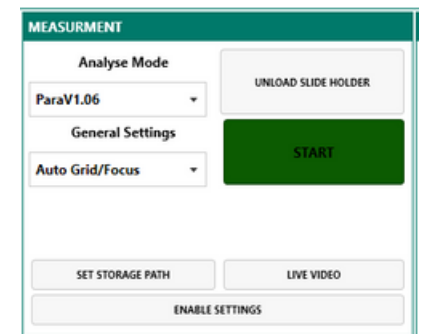 MEASURMENT
Analyse Mode
ParaV1.06
UNLOAD SLIDE HOLDER
General Settings
Auto Grid/Focus
START
SET STORAGE PATH
LIVE VIDEO
ENABLE SETTINGS